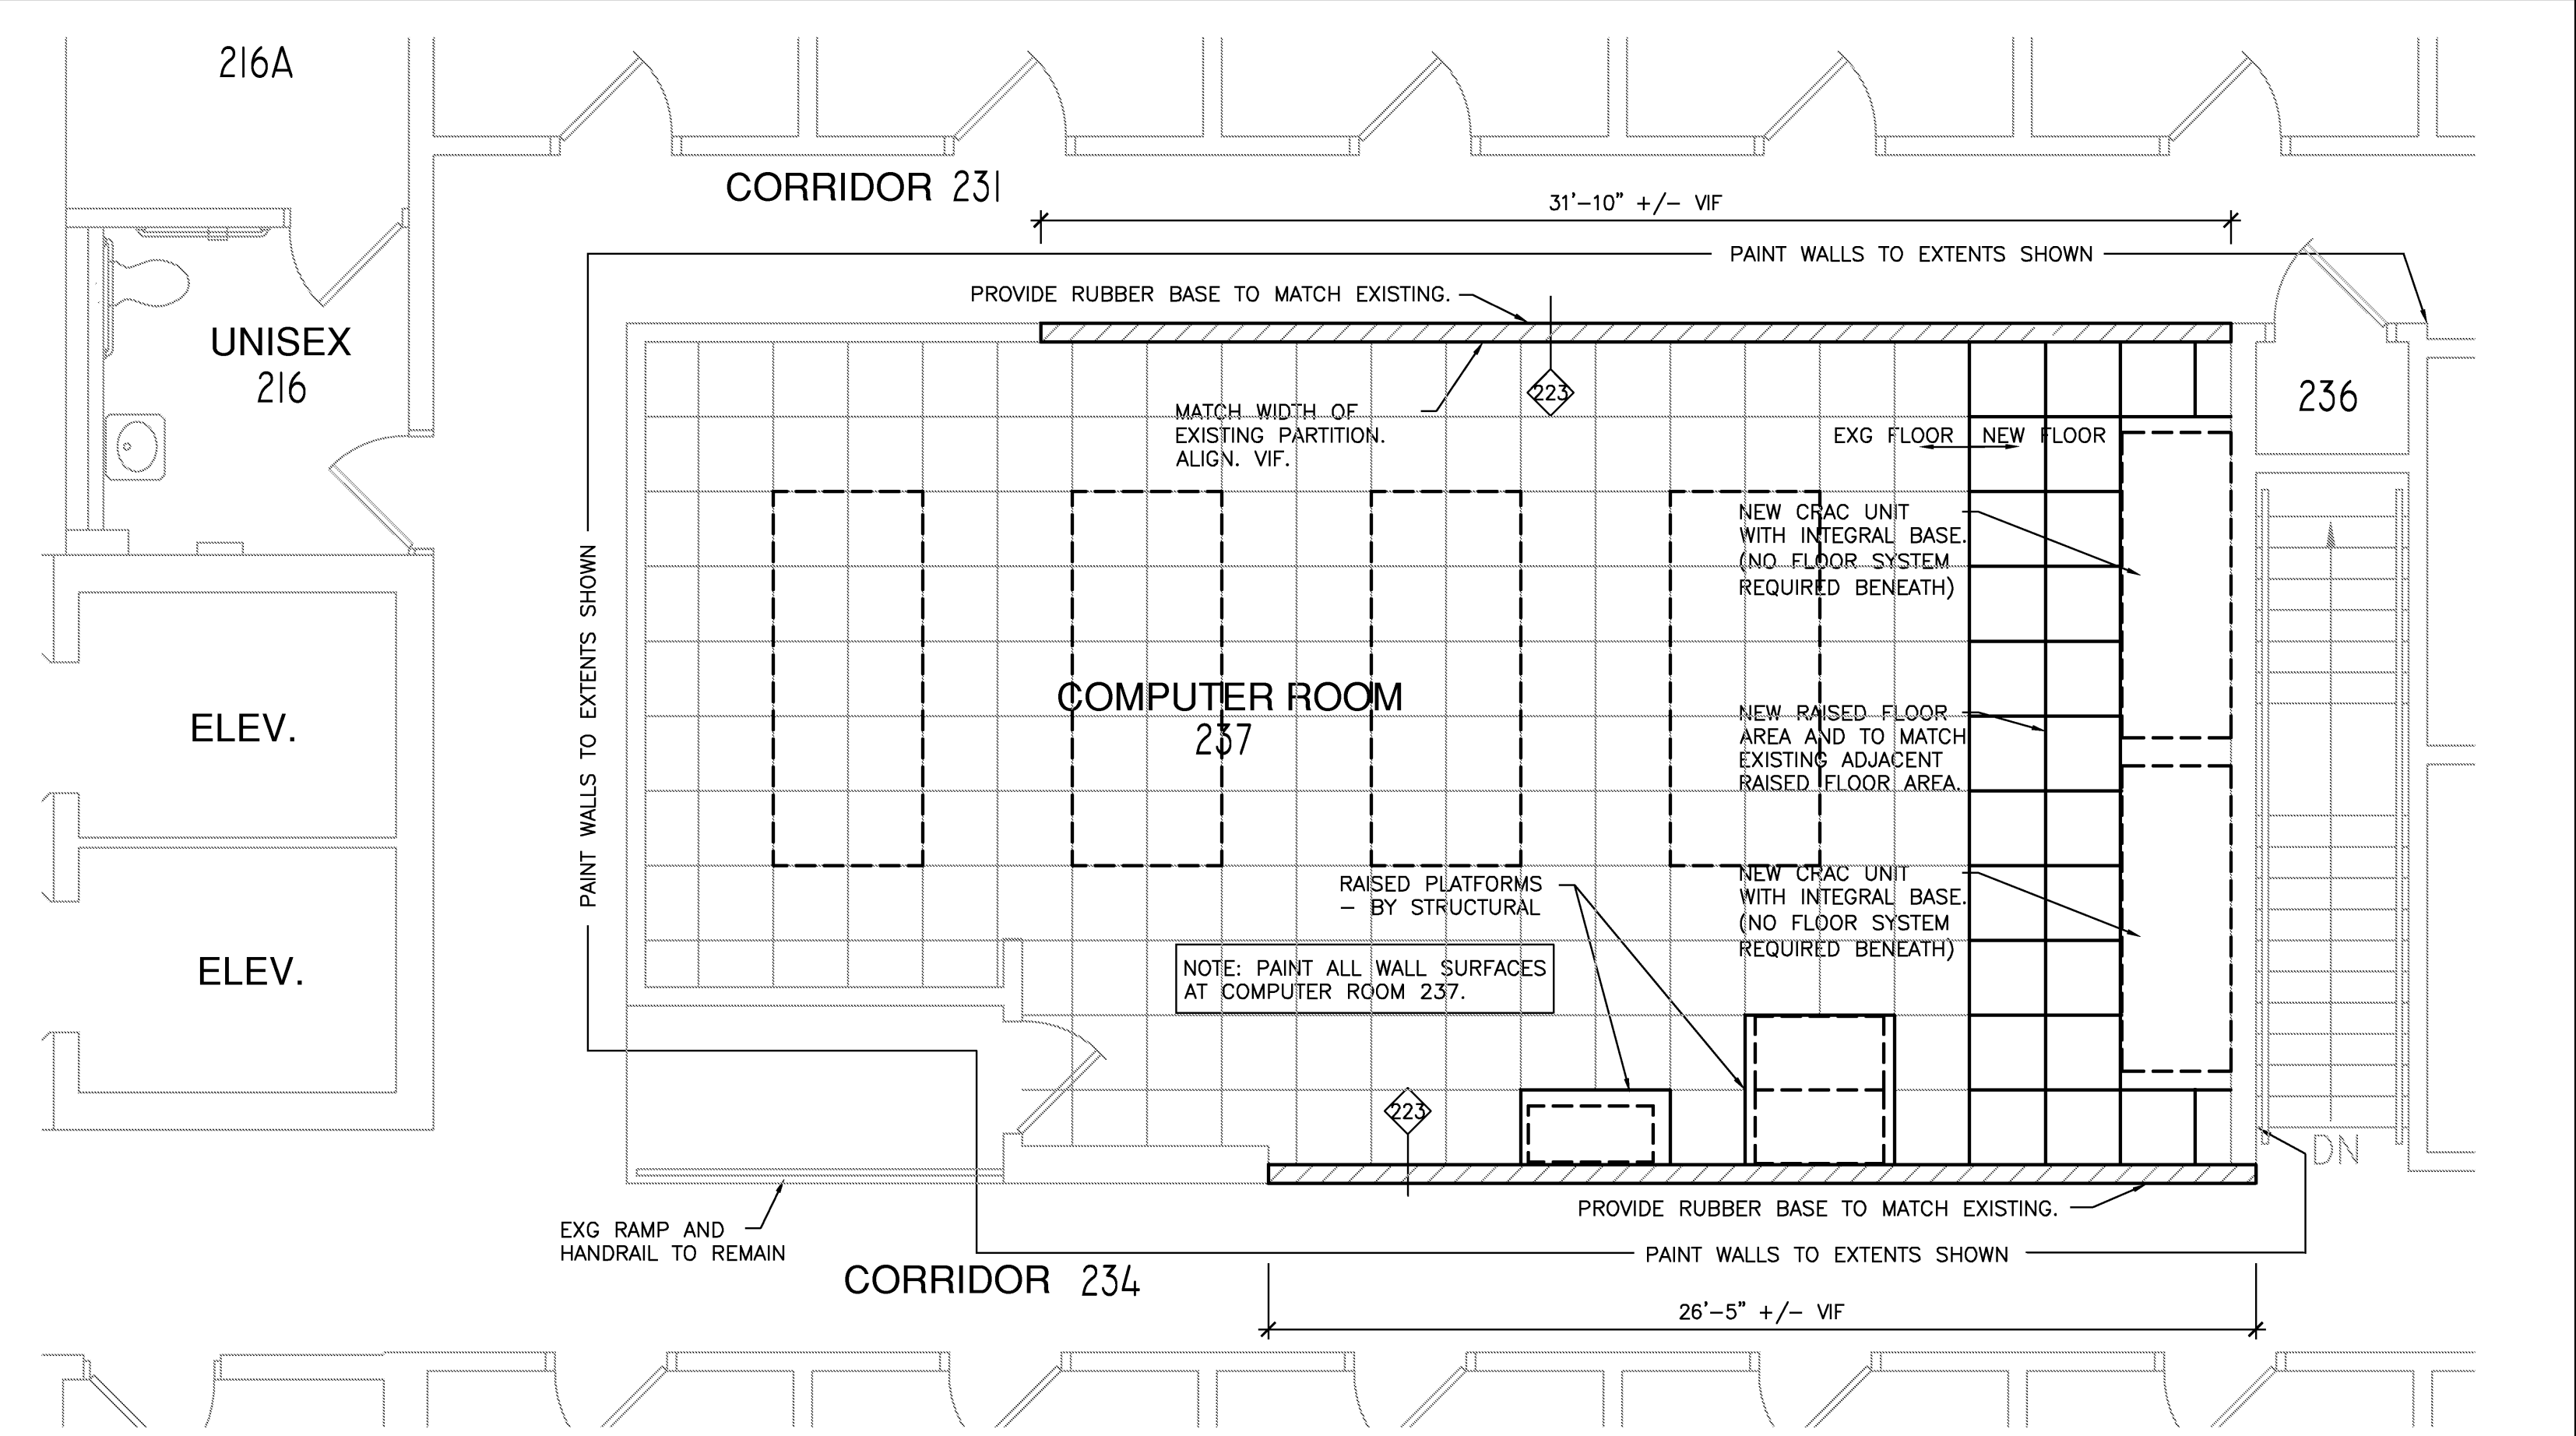 216A
CORRIDOR 231
31'-10" +/- VIF
PAINT WALLS TO EXTENTS SHOWN
PROVIDE RUBBER BASE TO MATCH EXISTING.
UNISEX
216
MATCH WIDTH OF
EXISTING PARTITION.
ALIGN. VIF.
223
236
EXG FLOOR
NEW FLOOR
NEW CRAC UNIT
WITH INTEGRAL BASE.
(NO FLOOR SYSTEM
REQUIRED BENEATH)
PAINT WALLS TO EXTENTS SHOWN
COMPUTER ROOM
237
ELEV.
NEW RAISED FLOOR
AREA AND TO MATCH
EXISTING ADJACENT
RAISED FLOOR AREA.
RAISED PLATFORMS
- BY STRUCTURAL
NEW CRAC UNIT
WITH INTEGRAL BASE.
(NO FLOOR SYSTEM
REQUIRED BENEATH)
ELEV.
NOTE: PAINT ALL WALL SURFACES
AT COMPUTER ROOM 237.
223
DN
PROVIDE RUBBER BASE TO MATCH EXISTING.
EXG RAMP AND
HANDRAIL TO REMAIN
PAINT WALLS TO EXTENTS SHOWN
CORRIDOR 234
26'-5" +/- VIF